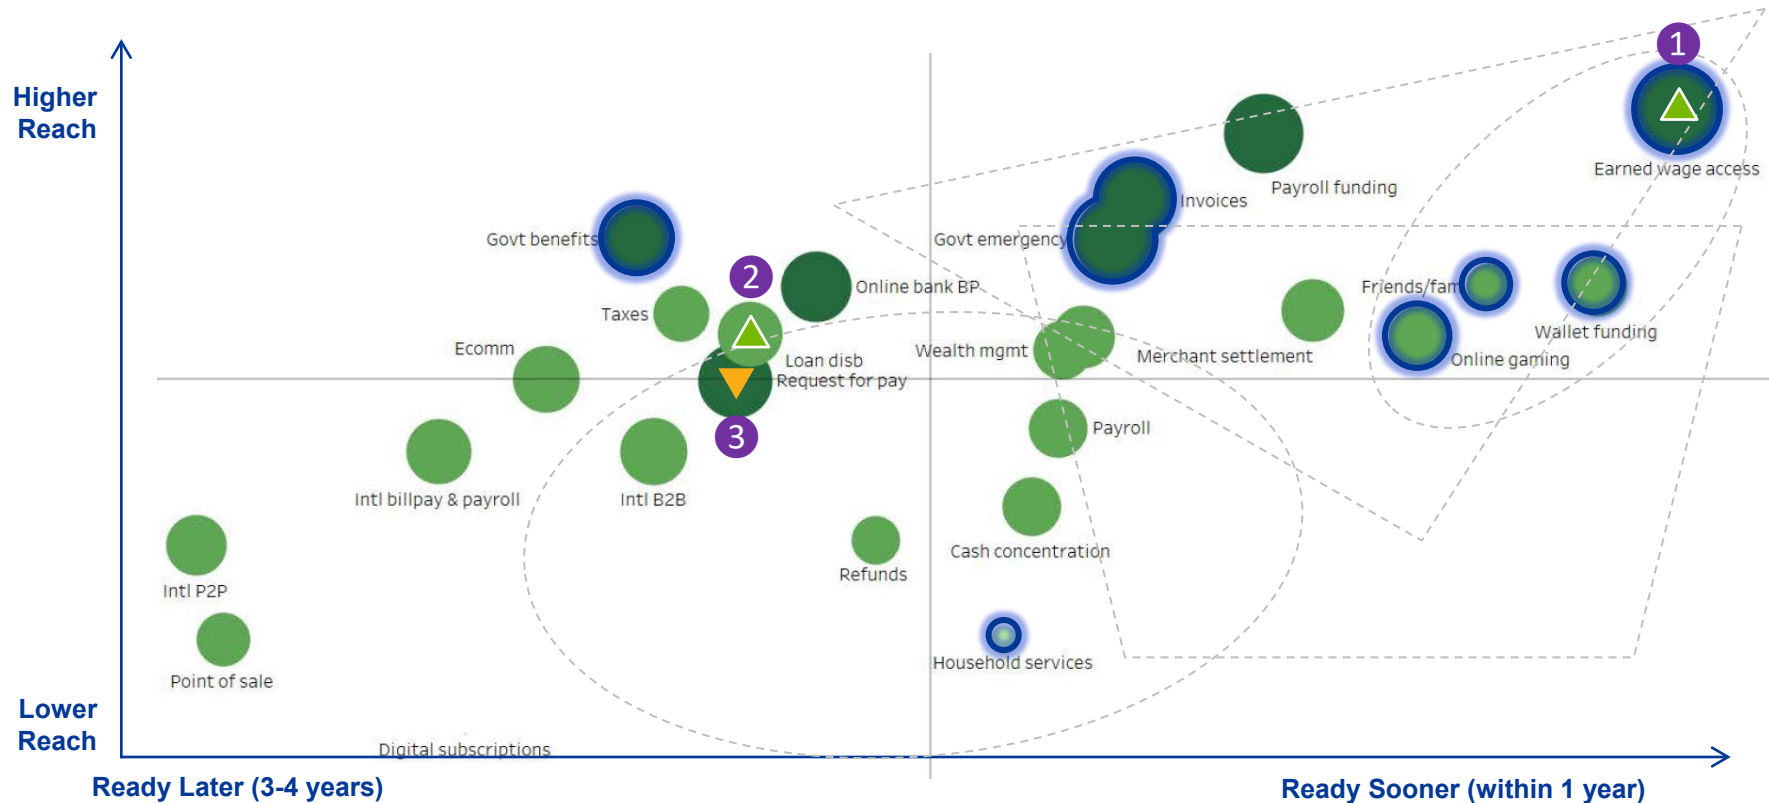 1
Higher
Reach
Earned wage access
Payroll funding
Invoices
Govt benefits
Govt emergency
2
Online bank BP
Friends/fam
Taxes
Wallet funding
Ecomm
Loan disb
Wealth mgmt
Merchant settlement
Online gaming
Request for pay
3
Payroll
Intl billpay & payroll
Intl B2B
Cash concentration
Refunds
Intl P2P
Household services
Point of sale
Lower
Reach
Digital subscriptions
Ready Later (3-4 years)
Ready Sooner (within 1 year)